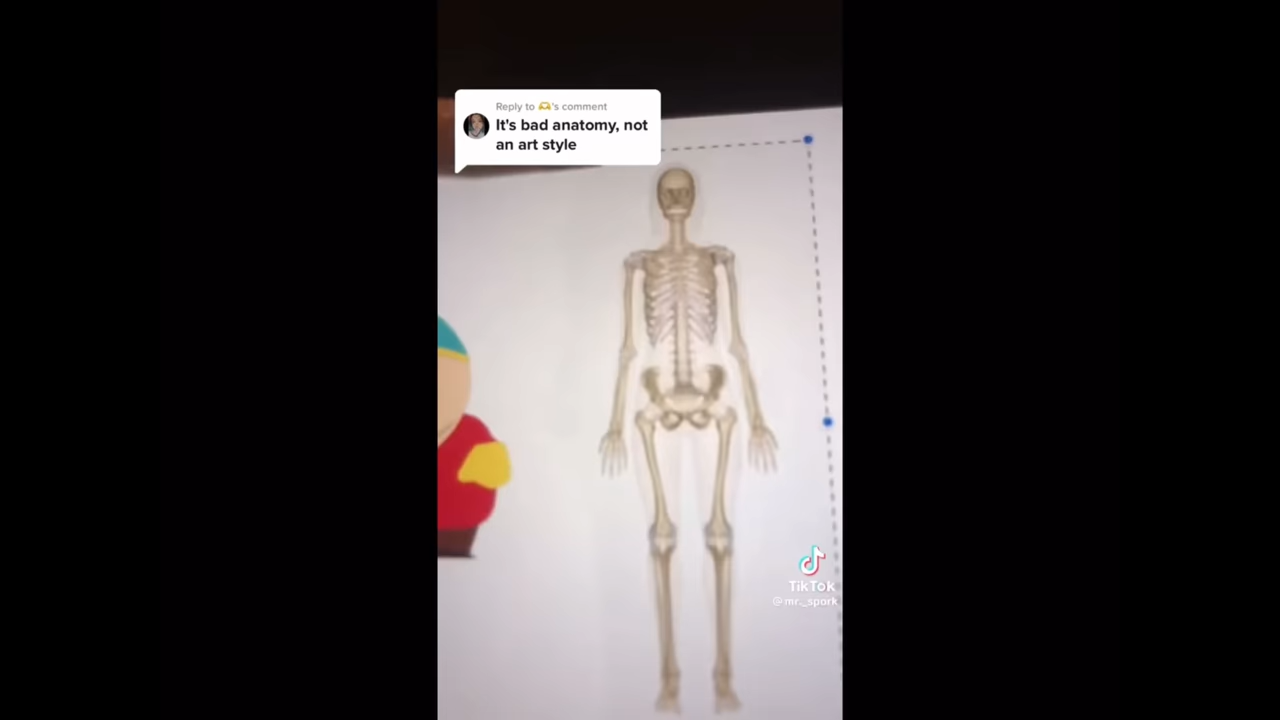 Reply to 🫶's comment
It's bad anatomy, not
an art style
TikTok
@mr._spark